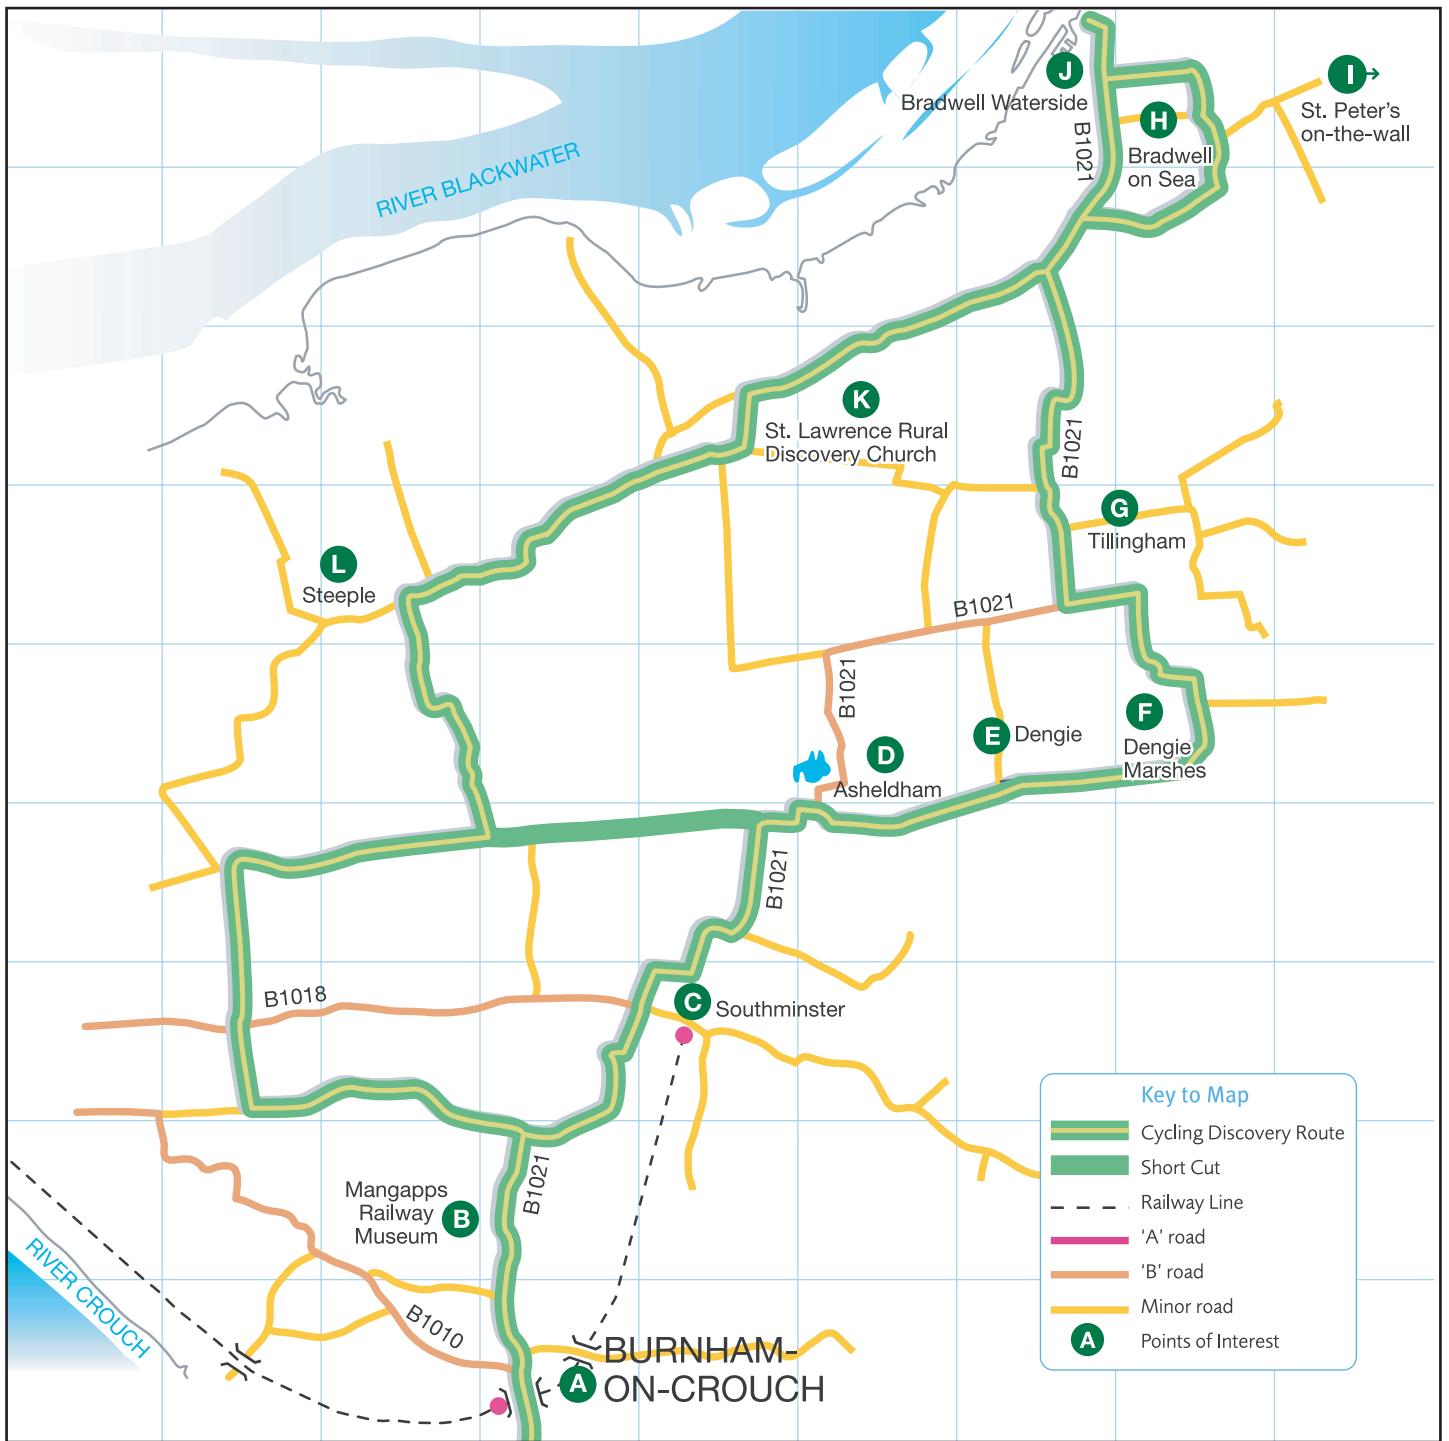 J
Bradwell Waterside
I
St. Peter's
on-the-wall
H
Bradwell
on Sea
B1021
RIVER BLACKWATER
K
St. Lawrence Rural
Discovery Church
B1021
G
Tillingham
L
Steeple
B1021
B1021
F
Dengie
Marshes
E
Dengie
D
Asheldham
B1021
B1018
C
Southminster
B1021
Mangapps
Railway
Museum
B
RIVER CROUCH
B1010
A
BURNHAM-
ON-CROUCH
Key to Map
Cycling Discovery Route
Short Cut
Railway Line
'A' road
'B' road
Minor road
A
Points of Interest